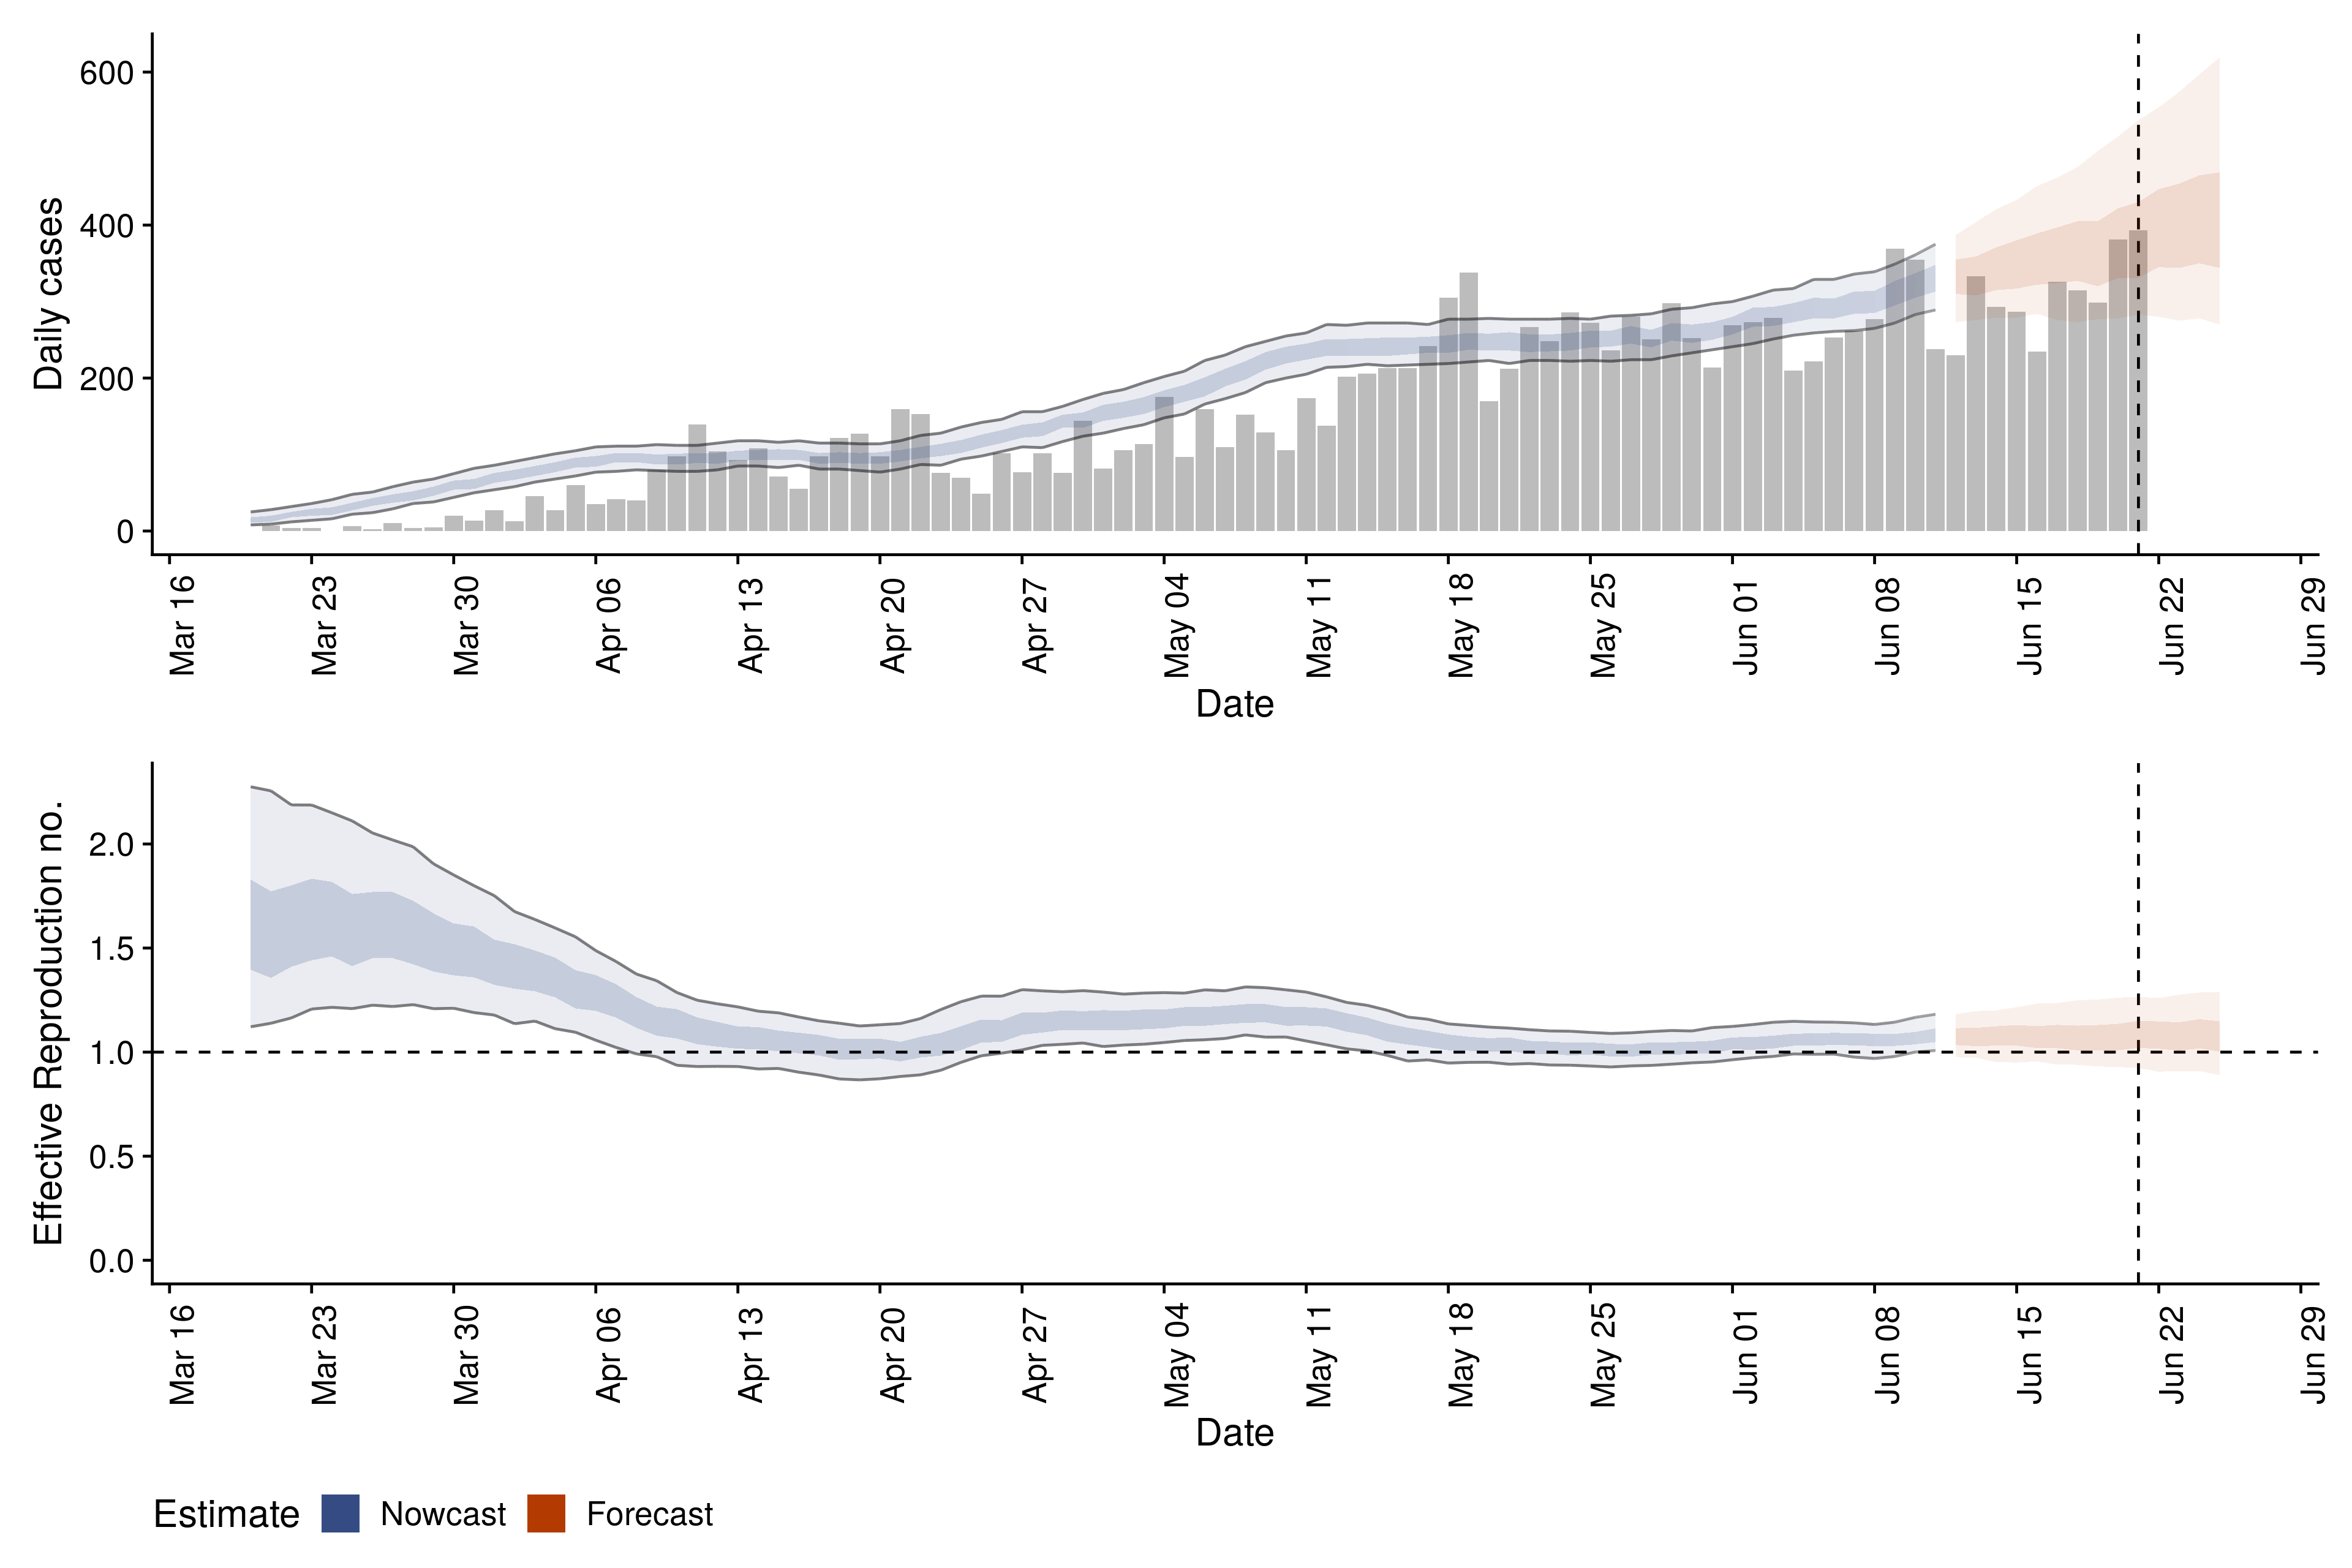 600
400
200
0
Daily cases
Mar 16 Mar 23 Mar 30 Apr 06 Apr 13 Apr 20 Apr 27 May 04 May 11 May 18 May 25 Jun 01 Jun 08 Jun 15 Jun 22 Jun 29
Date
2.0
1.5
1.0
0.5
0.0
Effective Reproduction no.
Mar 16 Mar 23 Mar 30 Apr 06 Apr 13 Apr 20 Apr 27 May 04 May 11 May 18 May 25 Jun 01 Jun 08 Jun 15 Jun 22 Jun 29
Date
Estimate Nowcast Forecast